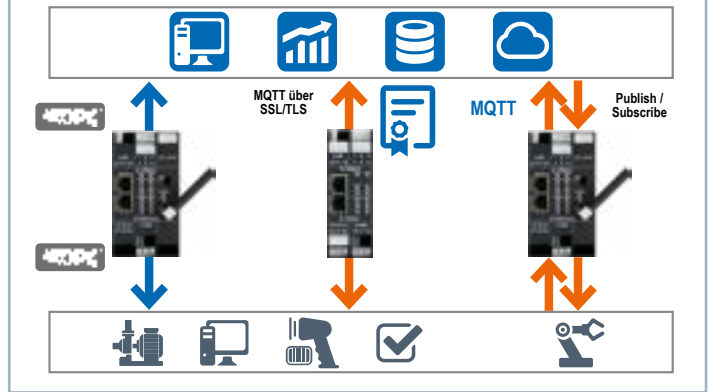 MQTT über
SSL/TLS
MQTT
Publish /
Subscribe